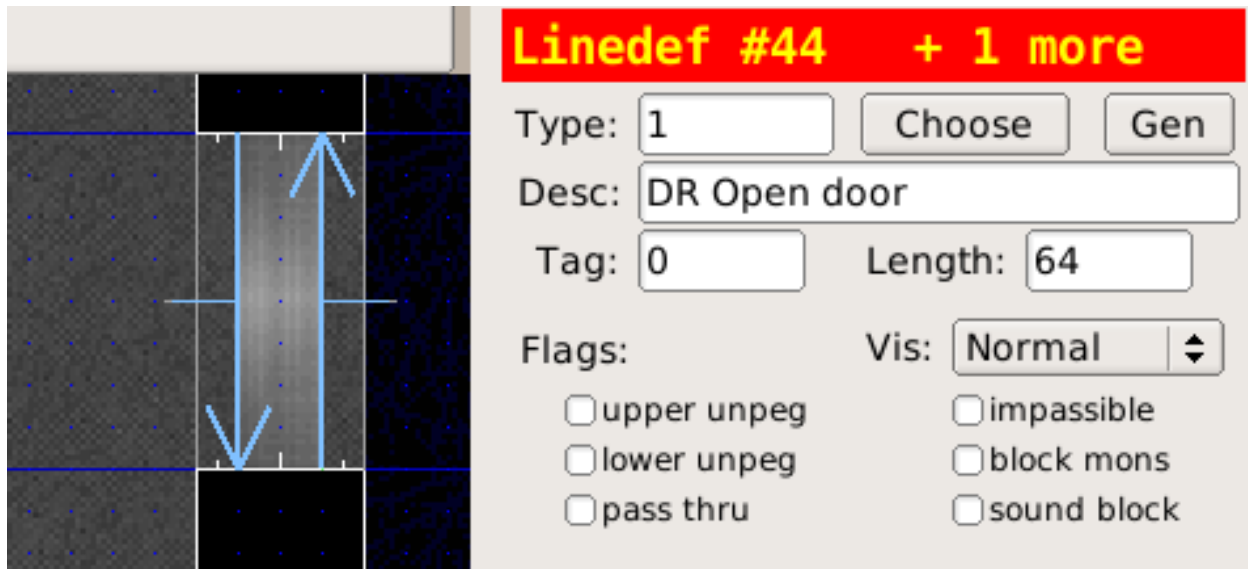 Linedef #44 + 1 more
Type: 1 Choose Gen
Desc: DR Open door
Tag: 0 Length: 64
Flags: Vis: Normal
upper unpeg impassible
lower unpeg block mons
pass thru sound block